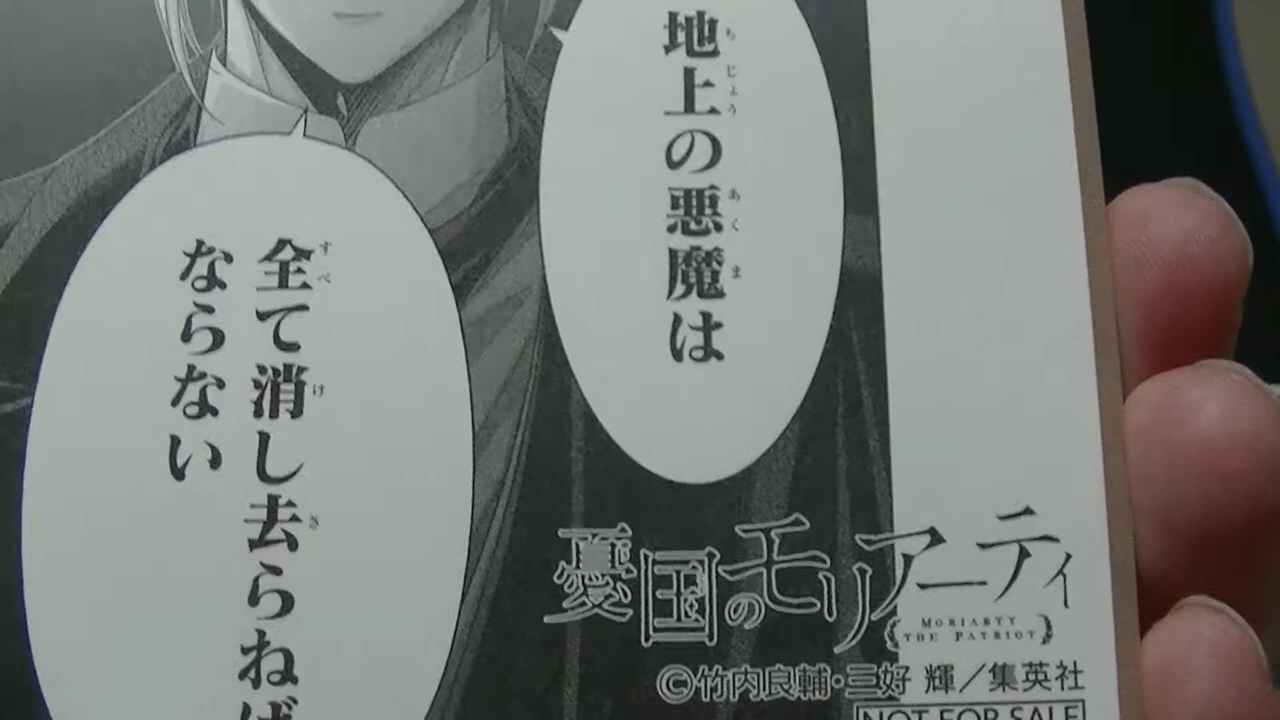 地上の悪魔は
全て消し去らねば
ならない
憂国のモリアーティ
MORIARTY
THE PATRIOT
©竹内良輔・三好 輝／集英社
NOT FOR SALE